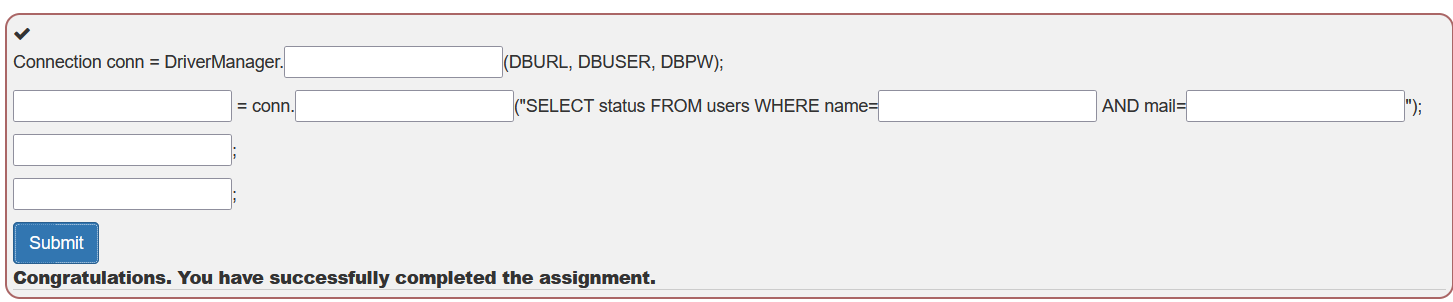 Connection conn = DriverManager. (DBURL, DBUSER, DBPW);
= conn. ("SELECT status FROM users WHERE name= AND mail= ");
;
;
Submit
Congratulations. You have successfully completed the assignment.